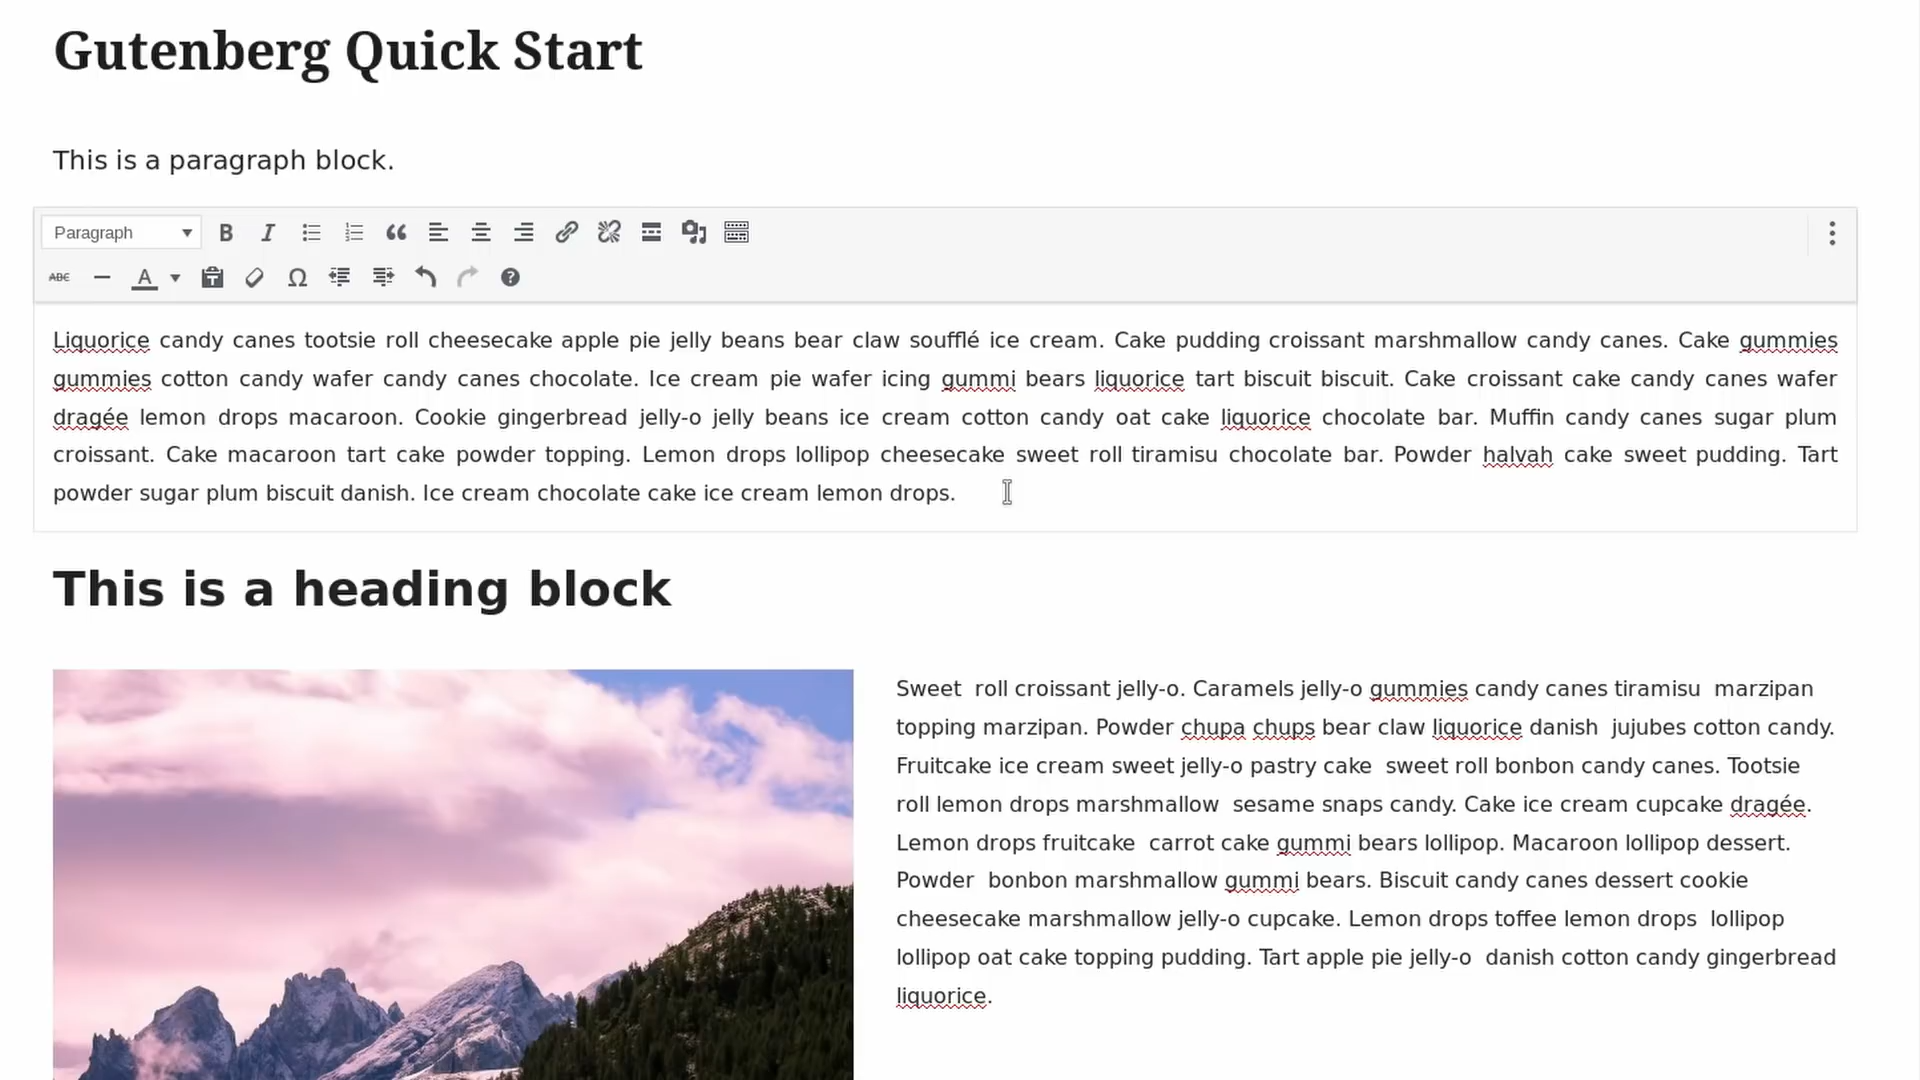 Gutenberg Quick Start
This is a paragraph block.
Paragraph
ABC
Liquorice candy canes tootsie roll cheesecake apple pie jelly beans bear claw soufflé ice cream. Cake pudding croissant marshmallow candy canes. Cake gummies
gummies cotton candy wafer candy canes chocolate. Ice cream pie wafer icing gummi bears liquorice tart biscuit biscuit. Cake croissant cake candy canes wafer
dragée lemon drops macaroon. Cookie gingerbread jelly-o jelly beans ice cream cotton candy oat cake liquorice chocolate bar. Muffin candy canes sugar plum
croissant. Cake macaroon tart cake powder topping. Lemon drops lollipop cheesecake sweet roll tiramisu chocolate bar. Powder halvah cake sweet pudding. Tart
powder sugar plum biscuit danish. Ice cream chocolate cake ice cream lemon drops.
This is a heading block
Sweet roll croissant jelly-o. Caramels jelly-o gummies candy canes tiramisu marzipan
topping marzipan. Powder chupa chups bear claw liquorice danish jujubes cotton candy.
Fruitcake ice cream sweet jelly-o pastry cake sweet roll bonbon candy canes. Tootsie
roll lemon drops marshmallow sesame snaps candy. Cake ice cream cupcake dragée.
Lemon drops fruitcake carrot cake gummi bears lollipop. Macaroon lollipop dessert.
Powder bonbon marshmallow gummi bears. Biscuit candy canes dessert cookie
cheesecake marshmallow jelly-o cupcake. Lemon drops toffee lemon drops lollipop
lollipop oat cake topping pudding. Tart apple pie jelly-o danish cotton candy gingerbread
liquorice.